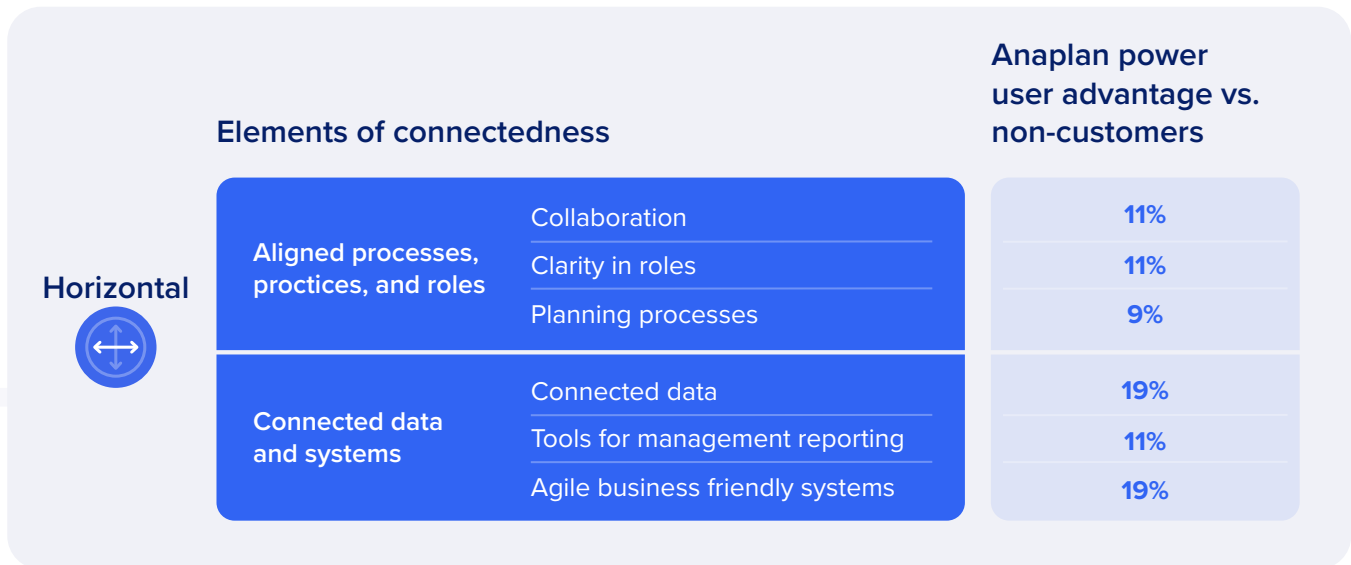 Anaplan power
user advantage vs.
non-customers
Elements of connectedness
Horizontal
Aligned processes,
proctices, and roles
Collaboration
11%
Clarity in roles
11%
Planning processes
9%
Connected data
and systems
Connected data
19%
Tools for management reporting
11%
Agile business friendly systems
19%